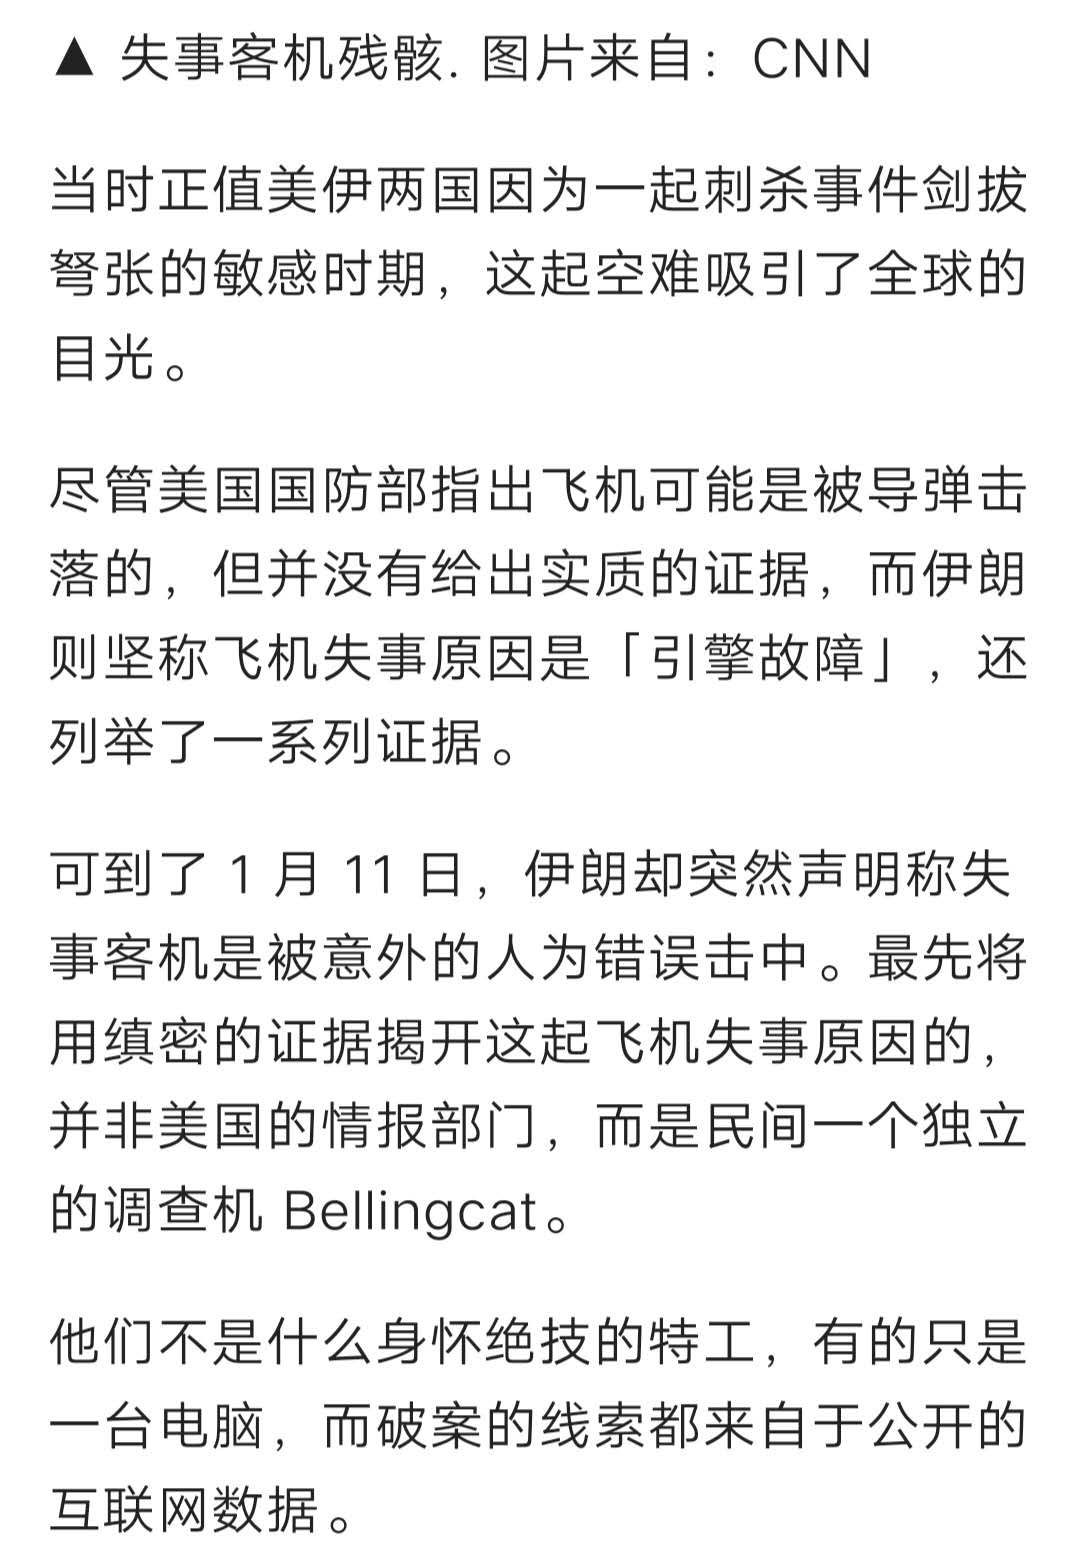 ▲ 失事客机残骸. 图片来自：CNN
当时正值美伊两国因为一起刺杀事件剑拔
弩张的敏感时期，这起空难吸引了全球的
目光。
尽管美国国防部指出飞机可能是被导弹击
落的，但并没有给出实质的证据，而伊朗
则坚称飞机失事原因是「引擎故障」，还
列举了一系列证据。
可到了 1 月 11 日，伊朗却突然声明称失
事客机是被意外的人为错误击中。最先将
用缜密的证据揭开这起飞机失事原因的，
并非美国的情报部门，而是民间一个独立
的调查机 Bellingcat。
他们不是什么身怀绝技的特工，有的只是
一台电脑，而破案的线索都来自于公开的
互联网数据。